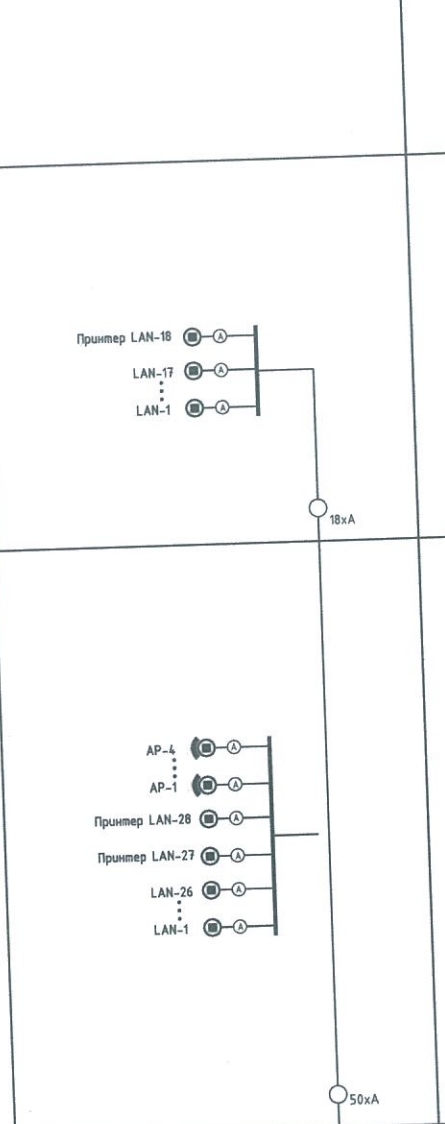 Принтер LAN-18 A
LAN-17 A
LAN-1 A
18xA
AP-4 A
AP-1 A
Принтер LAN-28 A
Принтер LAN-27 A
LAN-26 A
LAN-1 A
50xA